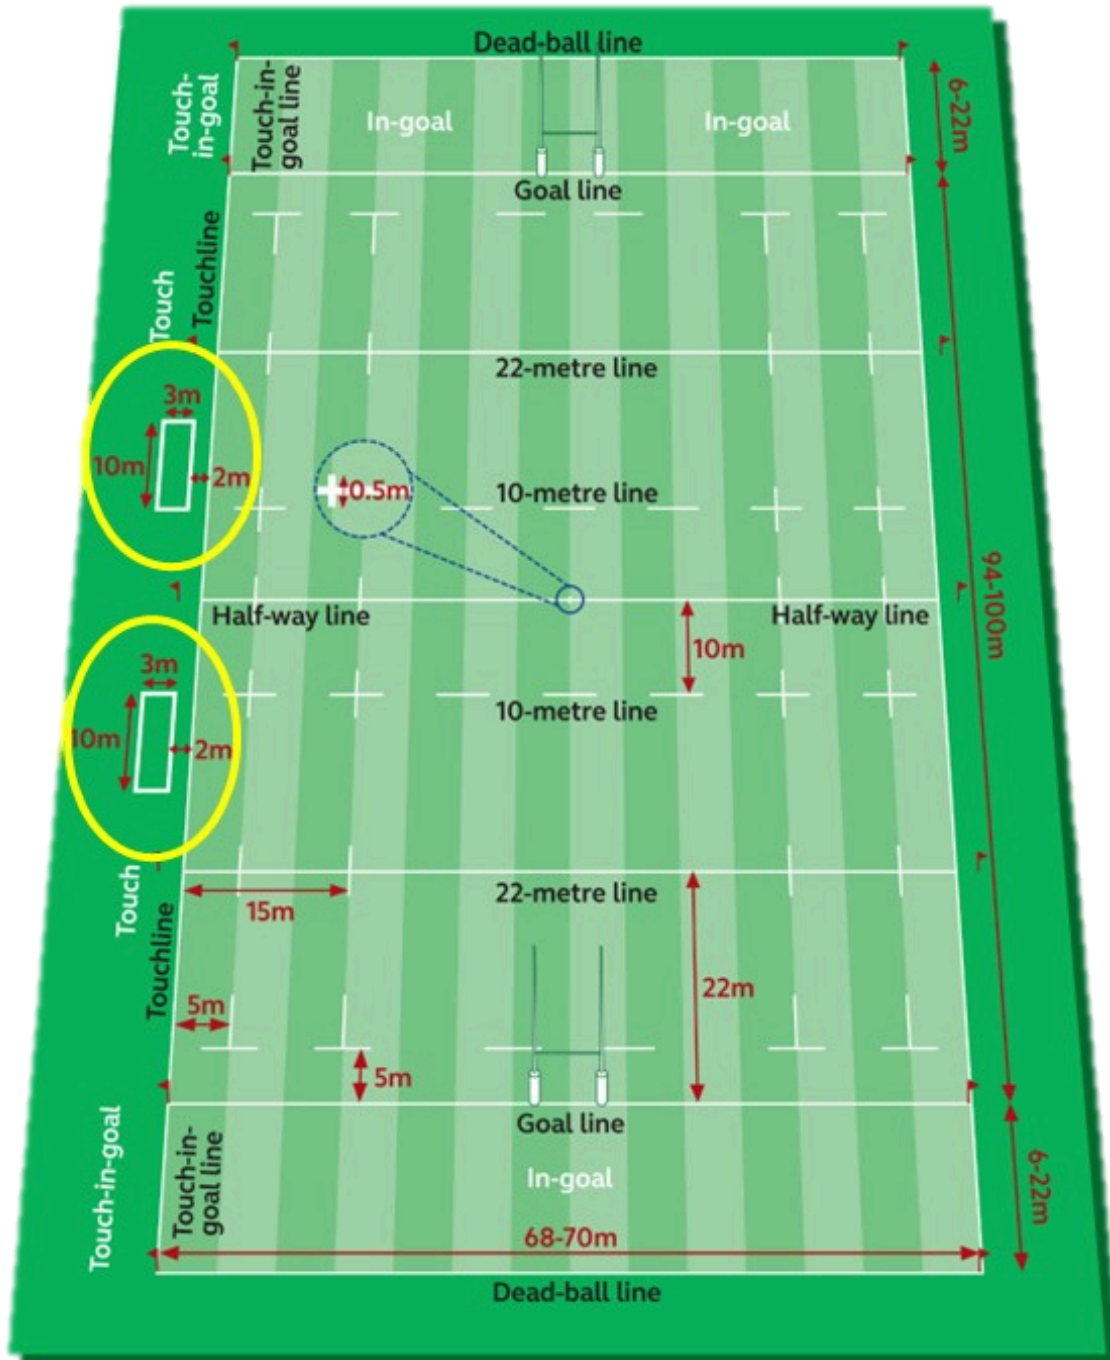 Dead-ball line
Touch-
in-goal
Touch-in-
goal line
In-goal
In-goal
6-22m
Goal line
Touchline
Touch
22-metre line
3m
10m
2m
0.5m
10-metre line
94-100m
Half-way line
Half-way line
10m
3m
10m
2m
10-metre line
Touch
Touchline
15m
22-metre line
22m
5m
5m
Goal line
Touch-in-goal
Touch-in-
goal line
In-goal
6-22m
68-70m
Dead-ball line